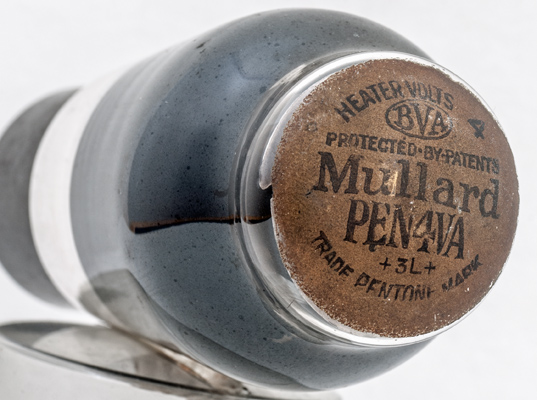 HEATER VOLTS 4
BVA
PROTECTED·BY·PATENTS
Mullard
PEN4VA
+3L+
TRADE PENTONE MARK